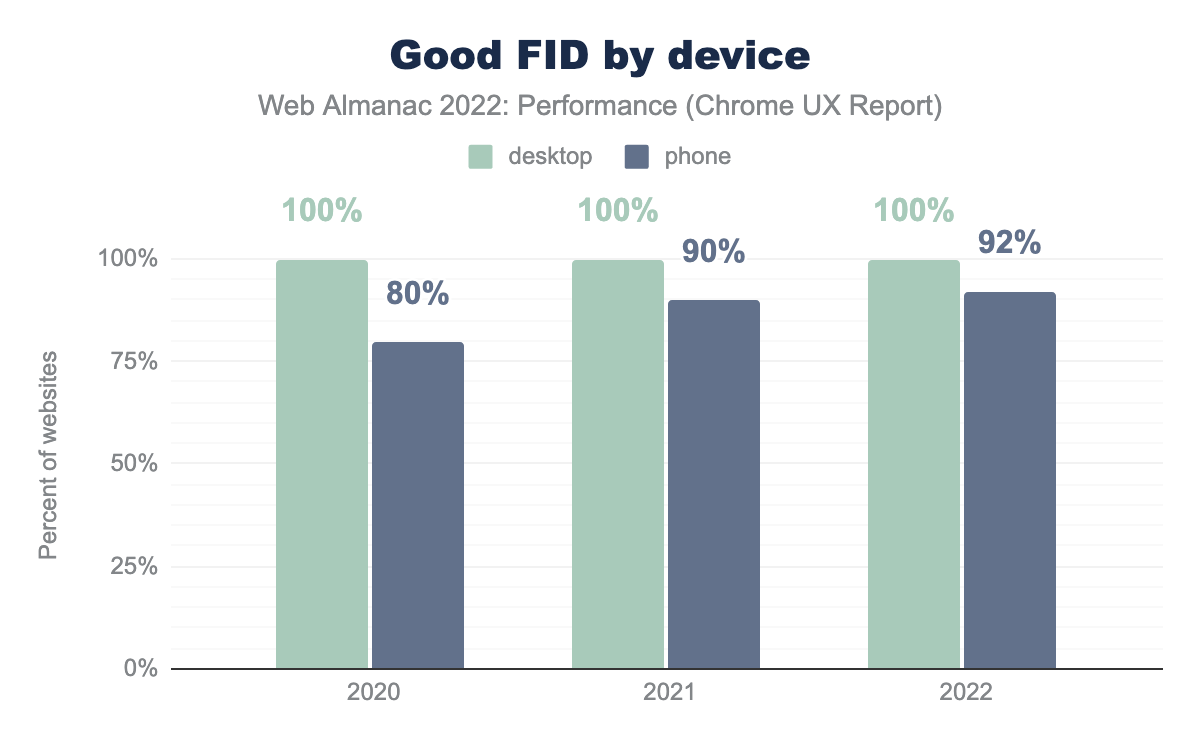 Good FID by device
Web Almanac 2022: Performance (Chrome UX Report)
desktop phone
100% 100% 100%
80% 90% 92%
100%
75%
50%
25%
0%
Percent of websites
2020 2021 2022